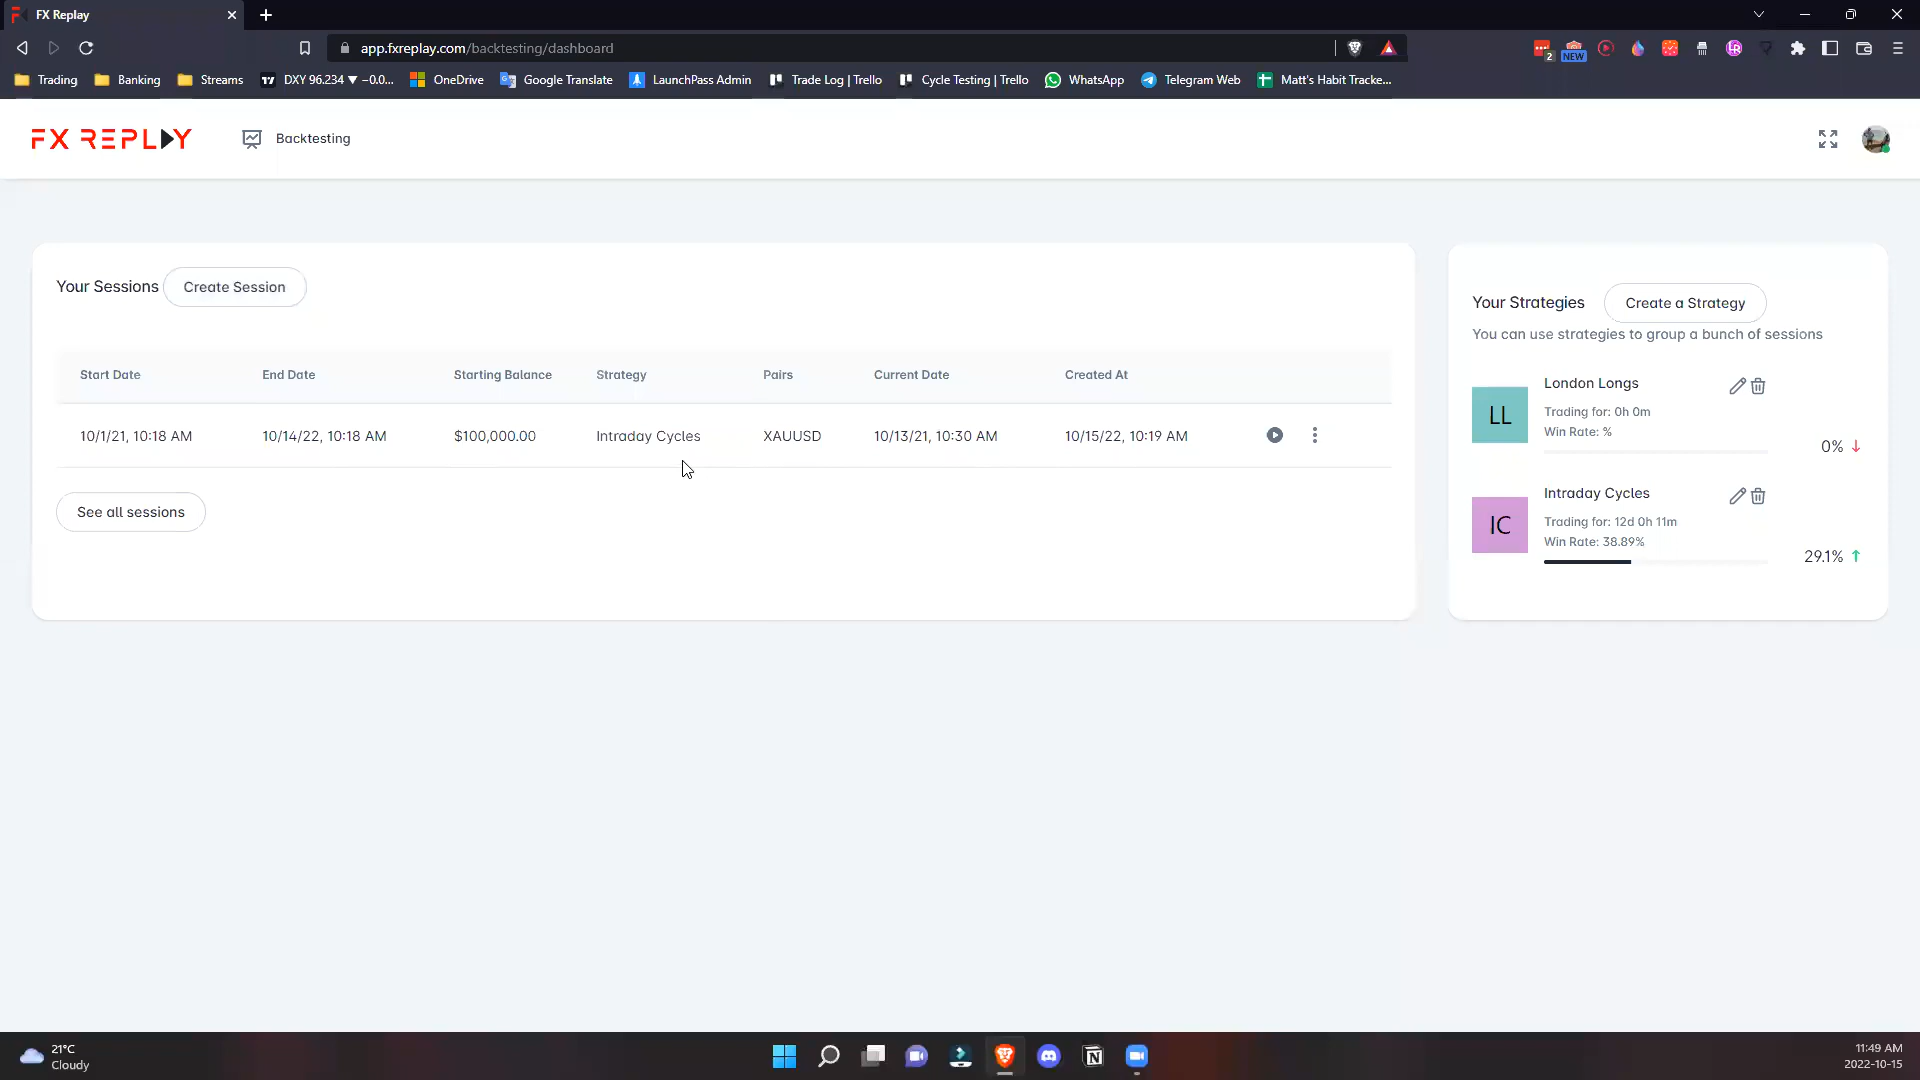 FX Replay
app.fxreplay.com/backtesting/dashboard
2
NEW
Trading
Banking
Streams
DXY 96.234 ▼ −0.0...
OneDrive
Google Translate
LaunchPass Admin
Trade Log | Trello
Cycle Testing | Trello
WhatsApp
Telegram Web
Matt's Habit Tracke...
FX REPLAY
Backtesting
Your Sessions
Create Session
Start Date End Date Starting Balance Strategy Pairs Current Date Created At
10/1/21, 10:18 AM 10/14/22, 10:18 AM $100,000.00 Intraday Cycles XAUUSD 10/13/21, 10:30 AM 10/15/22, 10:19 AM
See all sessions
Your Strategies
Create a Strategy
You can use strategies to group a bunch of sessions
LL
London Longs
Trading for: 0h 0m
Win Rate: %
0% ↓
IC
Intraday Cycles
Trading for: 12d 0h 11m
Win Rate: 38.89%
29.1% ↑
21°C
Cloudy
11:49 AM
2022-10-15